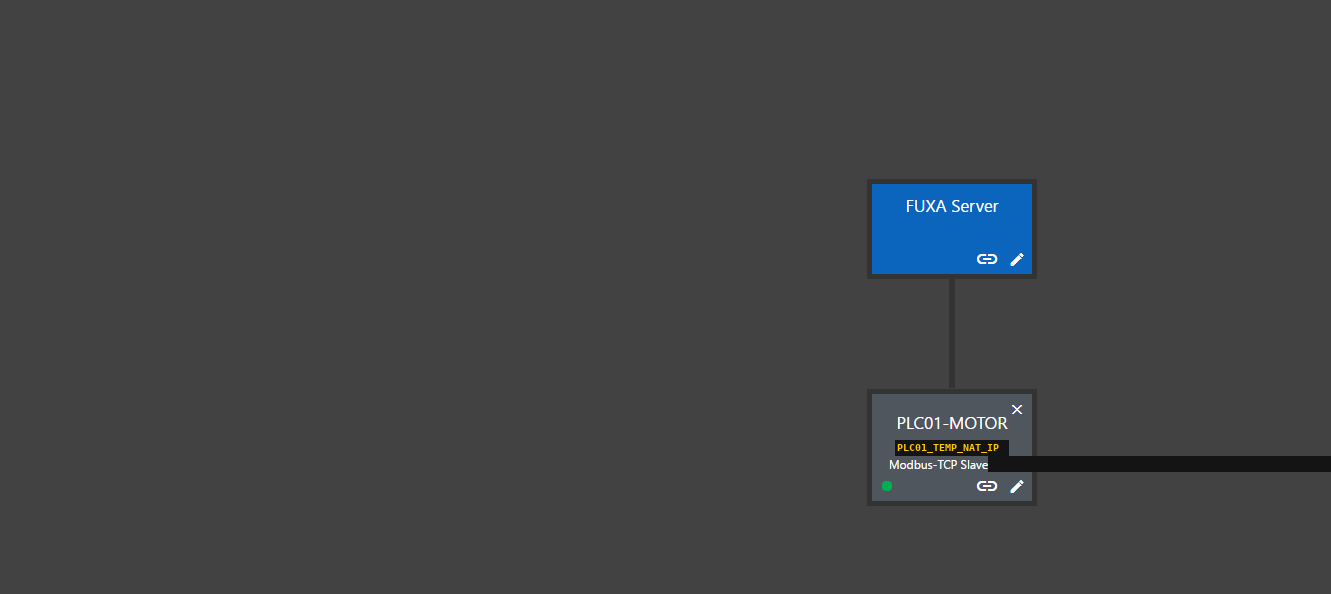 FUXA Server
PLC01-MOTOR
PLC01_TEMP_NAT_IP
Modbus-TCP Slave